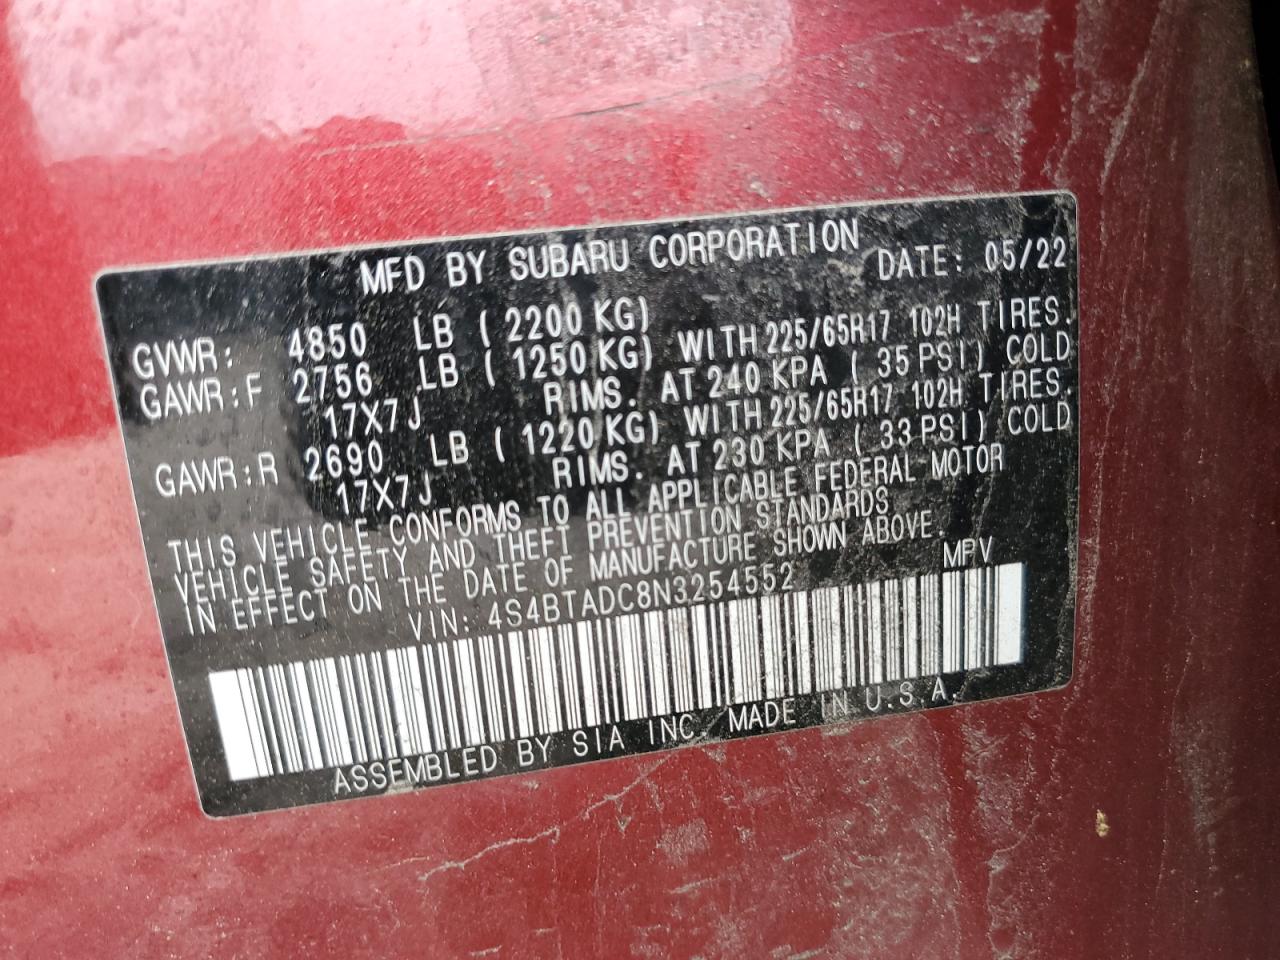 MFD BY SUBARU CORPORATION DATE: 05/22
GVWR: 4850 LB ( 2200 KG)
GAWR:F 2756 LB ( 1250 KG) WITH 225/65R17 102H TIRES.
17X7J RIMS. AT 240 KPA ( 35 PSI) COLD
GAWR:R 2690 LB ( 1220 KG) WITH 225/65R17 102H TIRES.
17X7J RIMS. AT 230 KPA ( 33 PSI) COLD
THIS VEHICLE CONFORMS TO ALL APPLICABLE FEDERAL MOTOR
VEHICLE SAFETY AND THEFT PREVENTION STANDARDS
IN EFFECT ON THE DATE OF MANUFACTURE SHOWN ABOVE.
VIN: 4S4BTADC8N3254552 MPV
ASSEMBLED BY SIA INC. MADE IN U.S.A.